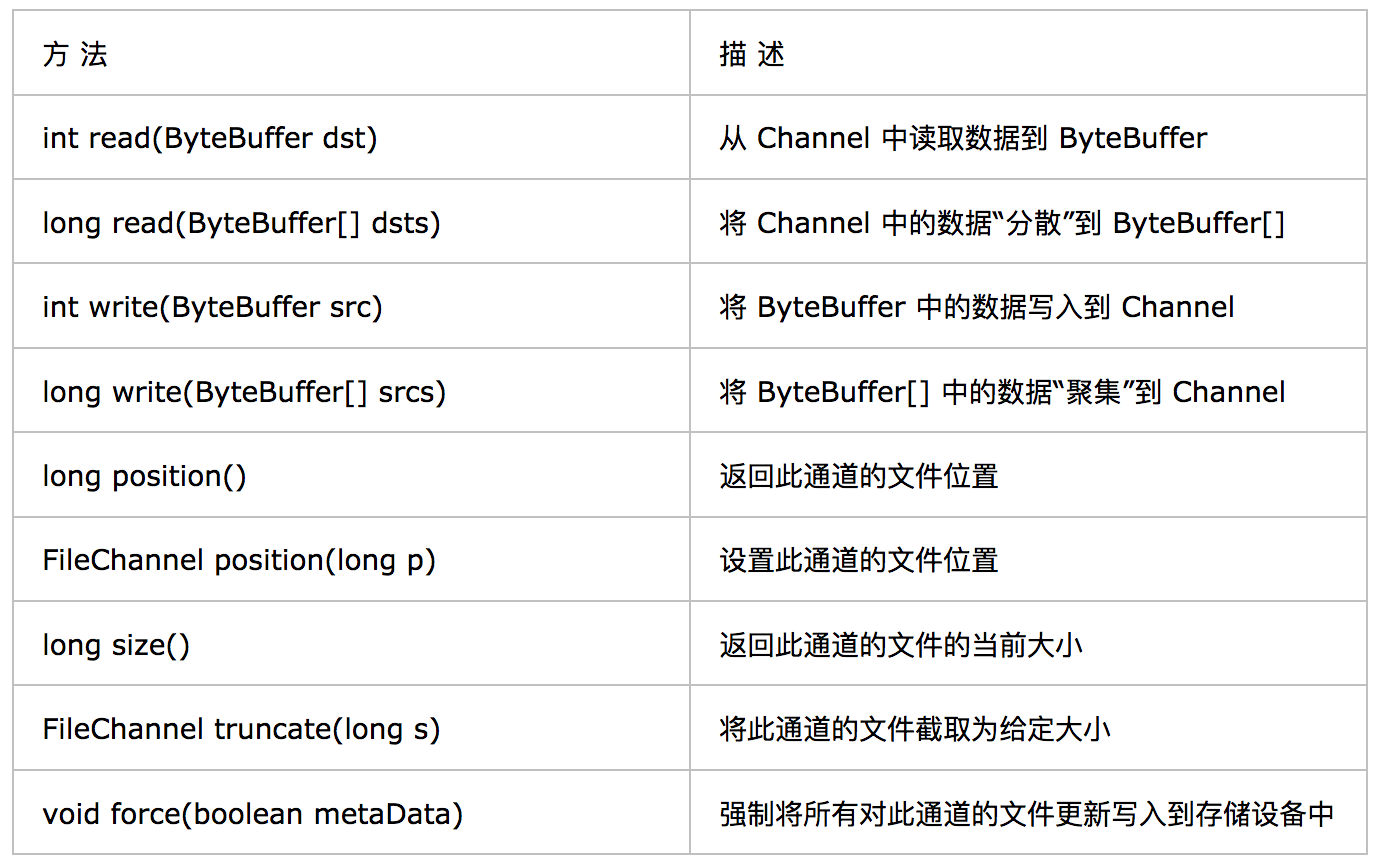 方 法 描 述
int read(ByteBuffer dst) 从 Channel 中读取数据到 ByteBuffer
long read(ByteBuffer[] dsts) 将 Channel 中的数据“分散”到 ByteBuffer[]
int write(ByteBuffer src) 将 ByteBuffer 中的数据写入到 Channel
long write(ByteBuffer[] srcs) 将 ByteBuffer[] 中的数据“聚集”到 Channel
long position() 返回此通道的文件位置
FileChannel position(long p) 设置此通道的文件位置
long size() 返回此通道的文件的当前大小
FileChannel truncate(long s) 将此通道的文件截取为给定大小
void force(boolean metaData) 强制将所有对此通道的文件更新写入到存储设备中